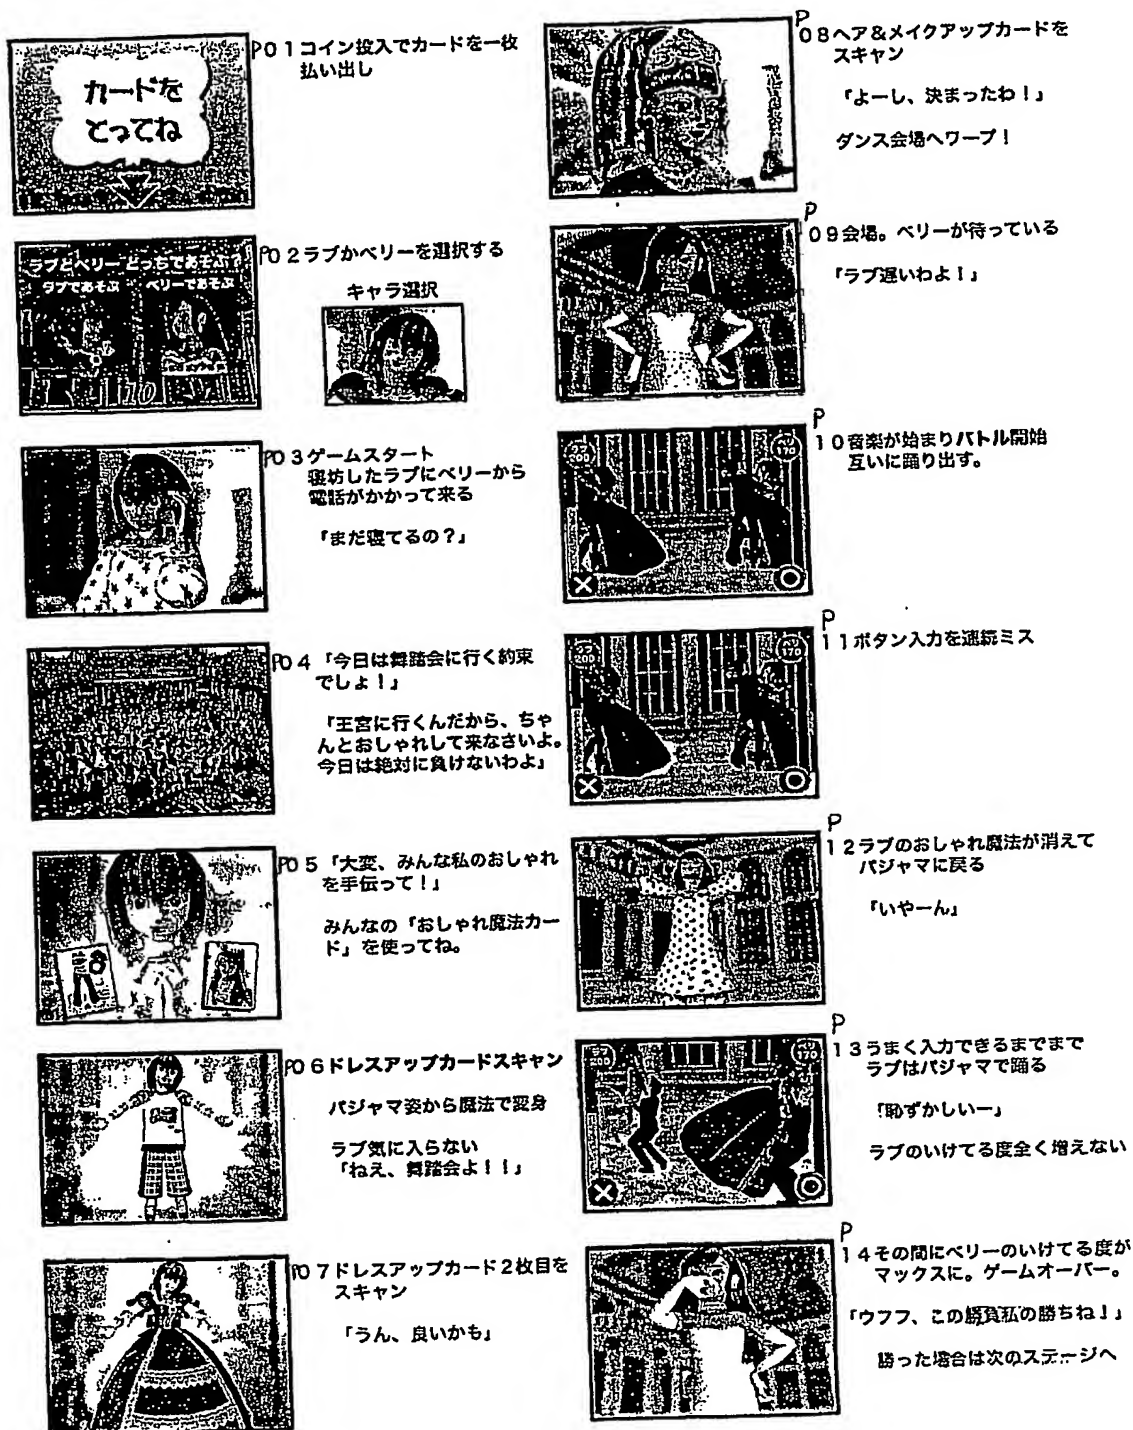 カードを
とってね
P01コイン投入でカードを一枚
払い出し
ラブとベリーどっちであそぶ?
ラブであそぶ ベリーであそぶ
P02ラブかベリーを選択する
キャラ選択
P03ゲームスタート
寝坊したラブにベリーから
電話がかかって来る
「まだ寝てるの?」
P04「今日は舞踏会に行く約束
でしょ!」
「王宮に行くんだから、ちゃ
んとおしゃれして来なさいよ。
今日は絶対に負けないわよ」
P05「大変、みんな私のおしゃれ
を手伝って!」
みんなの「おしゃれ魔法カー
ド」を使ってね。
P06ドレスアップカードスキャン
パジャマ姿から魔法で変身
ラブ気に入らない
「ねえ、舞踏会よ!!」
P07ドレスアップカード2枚目を
スキャン
「うん、良いかも」
P08ヘア&メイクアップカードを
スキャン
「よーし、決まったわ!」
ダンス会場へワープ!
P09会場。ベリーが待っている
「ラブ遅いわよ!」
P10音楽が始まりバトル開始
互いに踊り出す。
P11ボタン入力を連続ミス
P12ラブのおしゃれ魔法が消えて
パジャマに戻る
「いやーん」
P13うまく入力できるまでまで
ラブはパジャマで踊る
「恥ずかしいー」
ラブのいけてる度全く増えない
P14その間にベリーのいけてる度が
マックスに。ゲームオーバー。
「ウフフ、この勝負私の勝ちね!」
勝った場合は次のステージへ